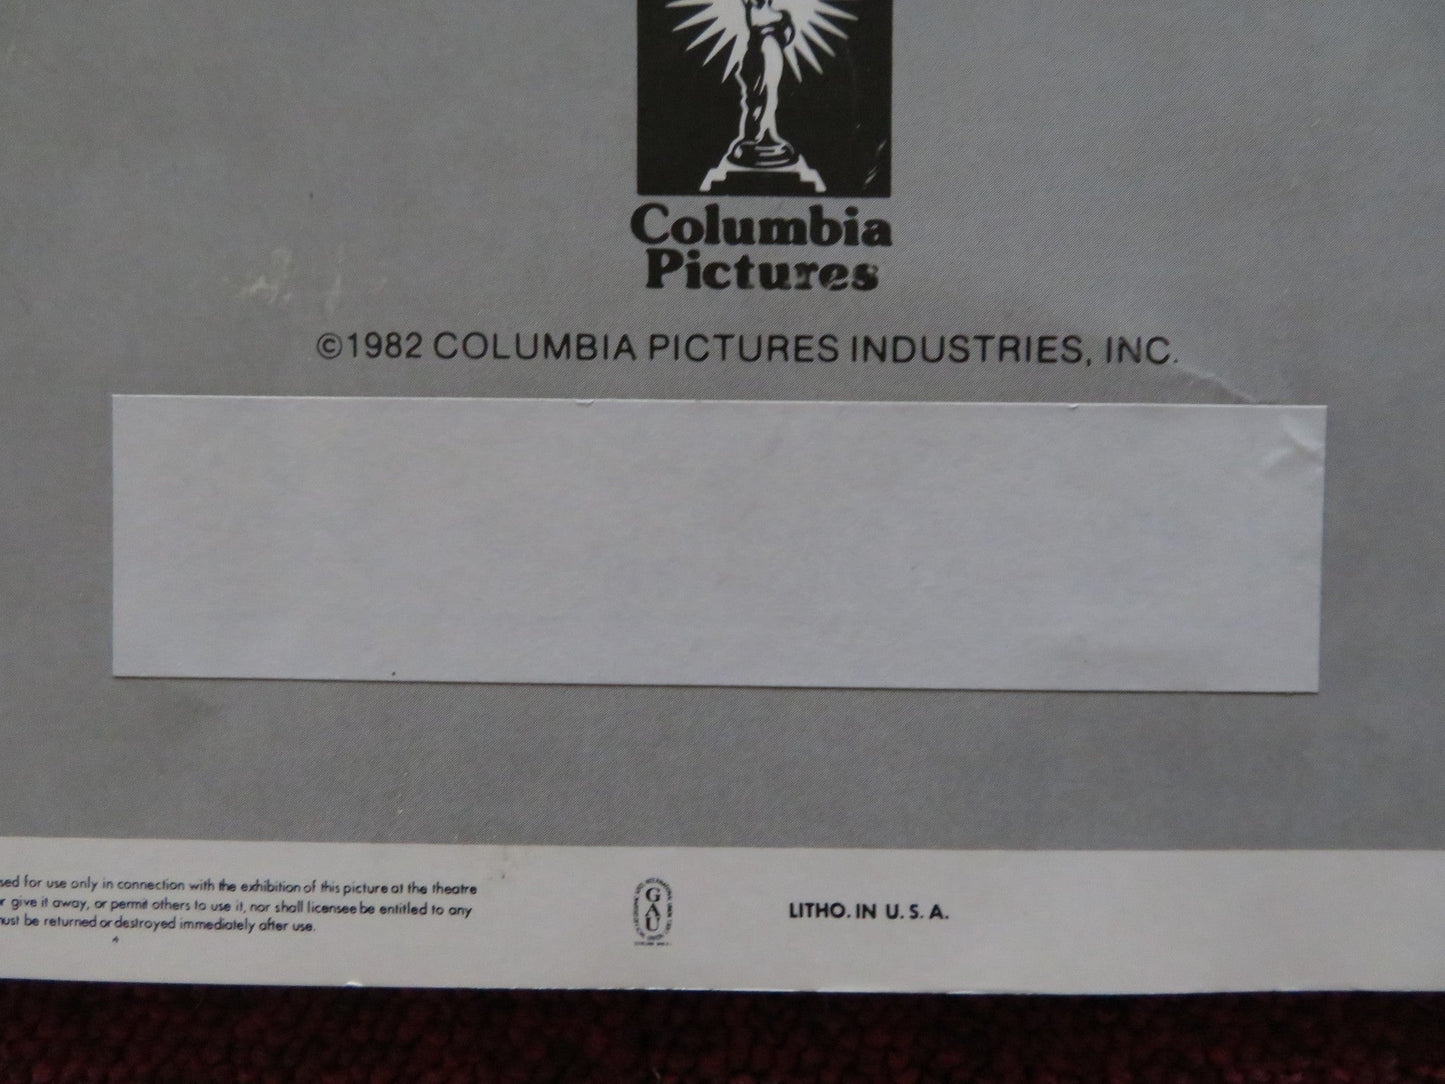 Columbia
Pictures
©1982 COLUMBIA PICTURES INDUSTRIES, INC.
sed for use only in connection with the exhibition of this picture at the theatre
r give it away, or permit others to use it, nor shall licensee be entitled to any
ust be returned or destroyed immediately after use.
GAU
LITHO. IN U. S. A.